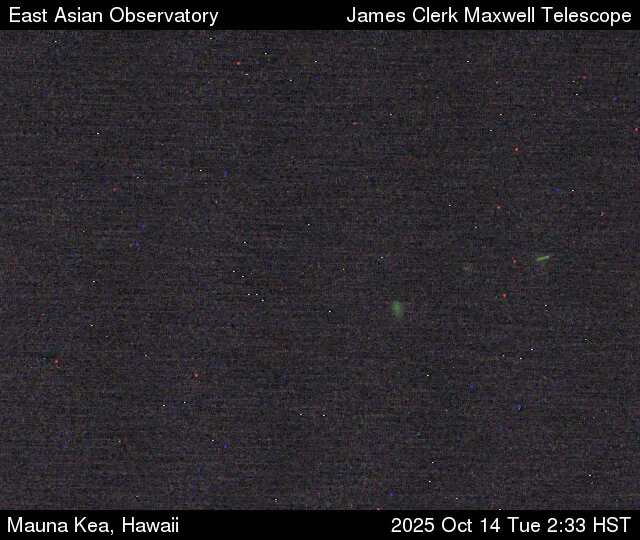 East Asian Observatory
James Clerk Maxwell Telescope
Mauna Kea, Hawaii
2025 Oct 14 Tue 2:33 HST